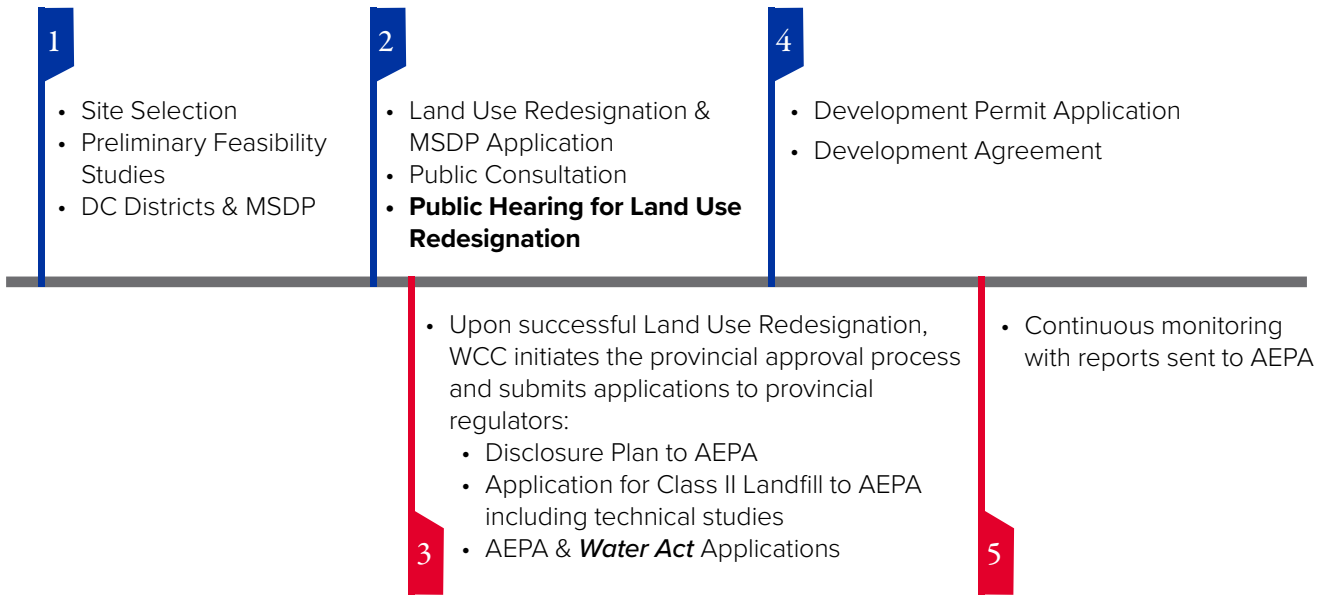 1
• Site Selection
• Preliminary Feasibility
Studies
• DC Districts & MSDP
2
• Land Use Redesignation &
MSDP Application
• Public Consultation
• Public Hearing for Land Use
Redesignation
4
• Development Permit Application
• Development Agreement
• Upon successful Land Use Redesignation,
WCC initiates the provincial approval process
and submits applications to provincial
regulators:
• Disclosure Plan to AEPA
• Application for Class II Landfill to AEPA
including technical studies
• AEPA & Water Act Applications
3
• Continuous monitoring
with reports sent to AEPA
5